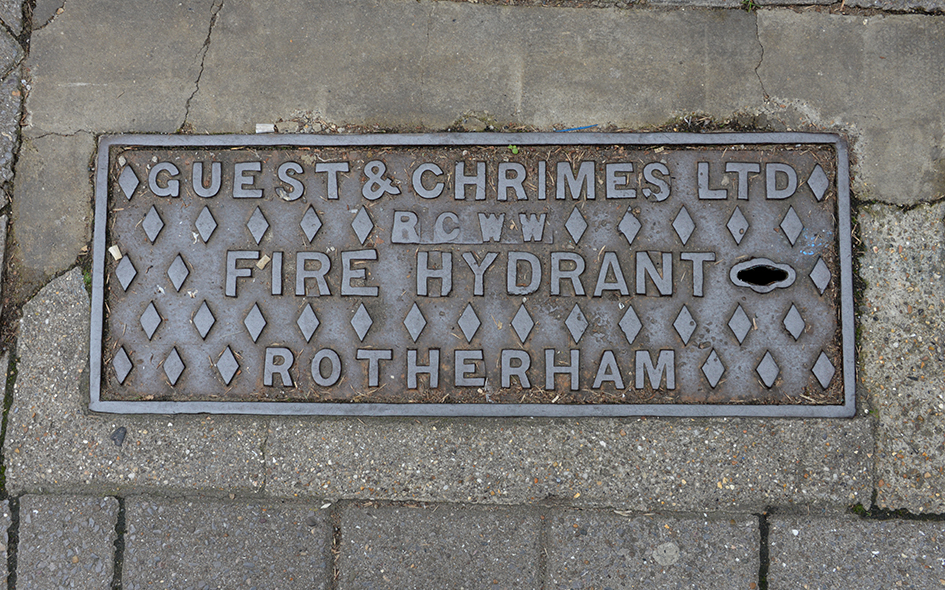 GUEST & CHRIMES LTD
R.C.W.W.
FIRE HYDRANT
ROTHERHAM